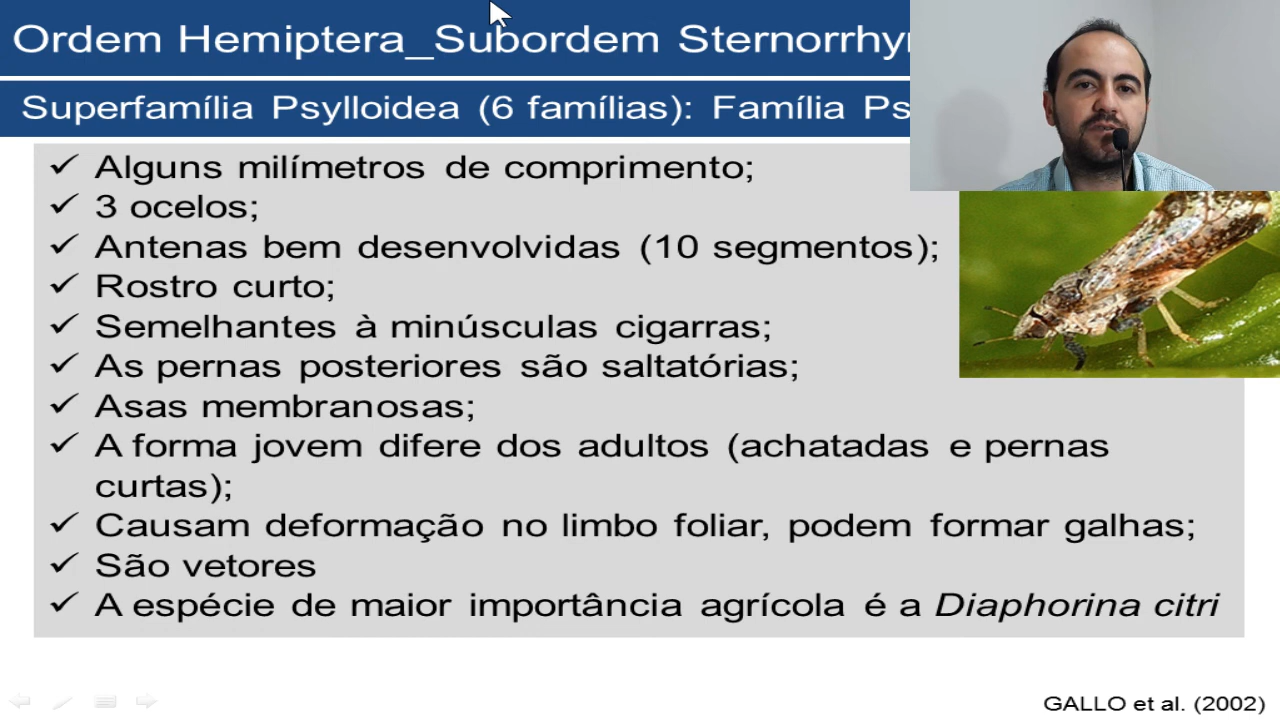 Ordem Hemiptera_Subordem
Superfamília Psylloidea (6 famílias): Família
✓ Alguns milímetros de comprimento;
✓ 3 ocelos;
✓ Antenas bem desenvolvidas (10 segmentos);
✓ Rostro curto;
✓ Semelhantes à minúsculas cigarras;
✓ As pernas posteriores são saltatórias;
✓ Asas membranosas;
✓ A forma jovem difere dos adultos (achatadas e pernas
curtas);
✓ Causam deformação no limbo foliar, podem formar galhas;
✓ São vetores
✓ A espécie de maior importância agrícola é a Diaphorina citri
GALLO et al. (2002)